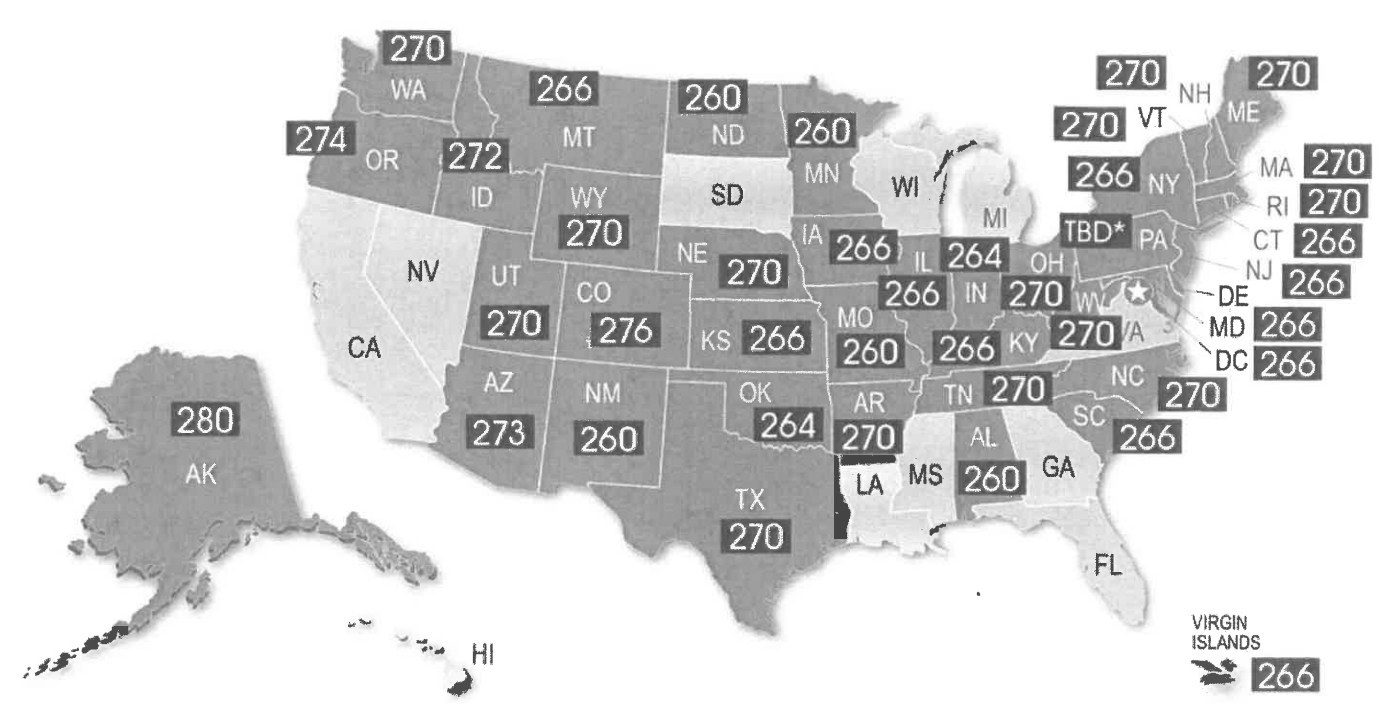 270
WA
266
MT
260
ND
260
MN
274
OR
272
ID
WY
270
SD
WI
MI
270
NH
270
ME
270
VT
266
NY
MA 270
RI 270
CT 266
NJ
266
TBD*
PA
DE
MD 266
DC 266
CA
NV
UT
270
CO
276
NE
270
KS 266
IA
266
MO
260
IL
266
264
IN
OH
270
WV
270
VA
266
KY
AZ
273
NM
260
OK
264
AR
270
TN 270
NC
270
SC
266
TX
270
LA
MS
AL
260
GA
FL
280
AK
HI
VIRGIN
ISLANDS
266